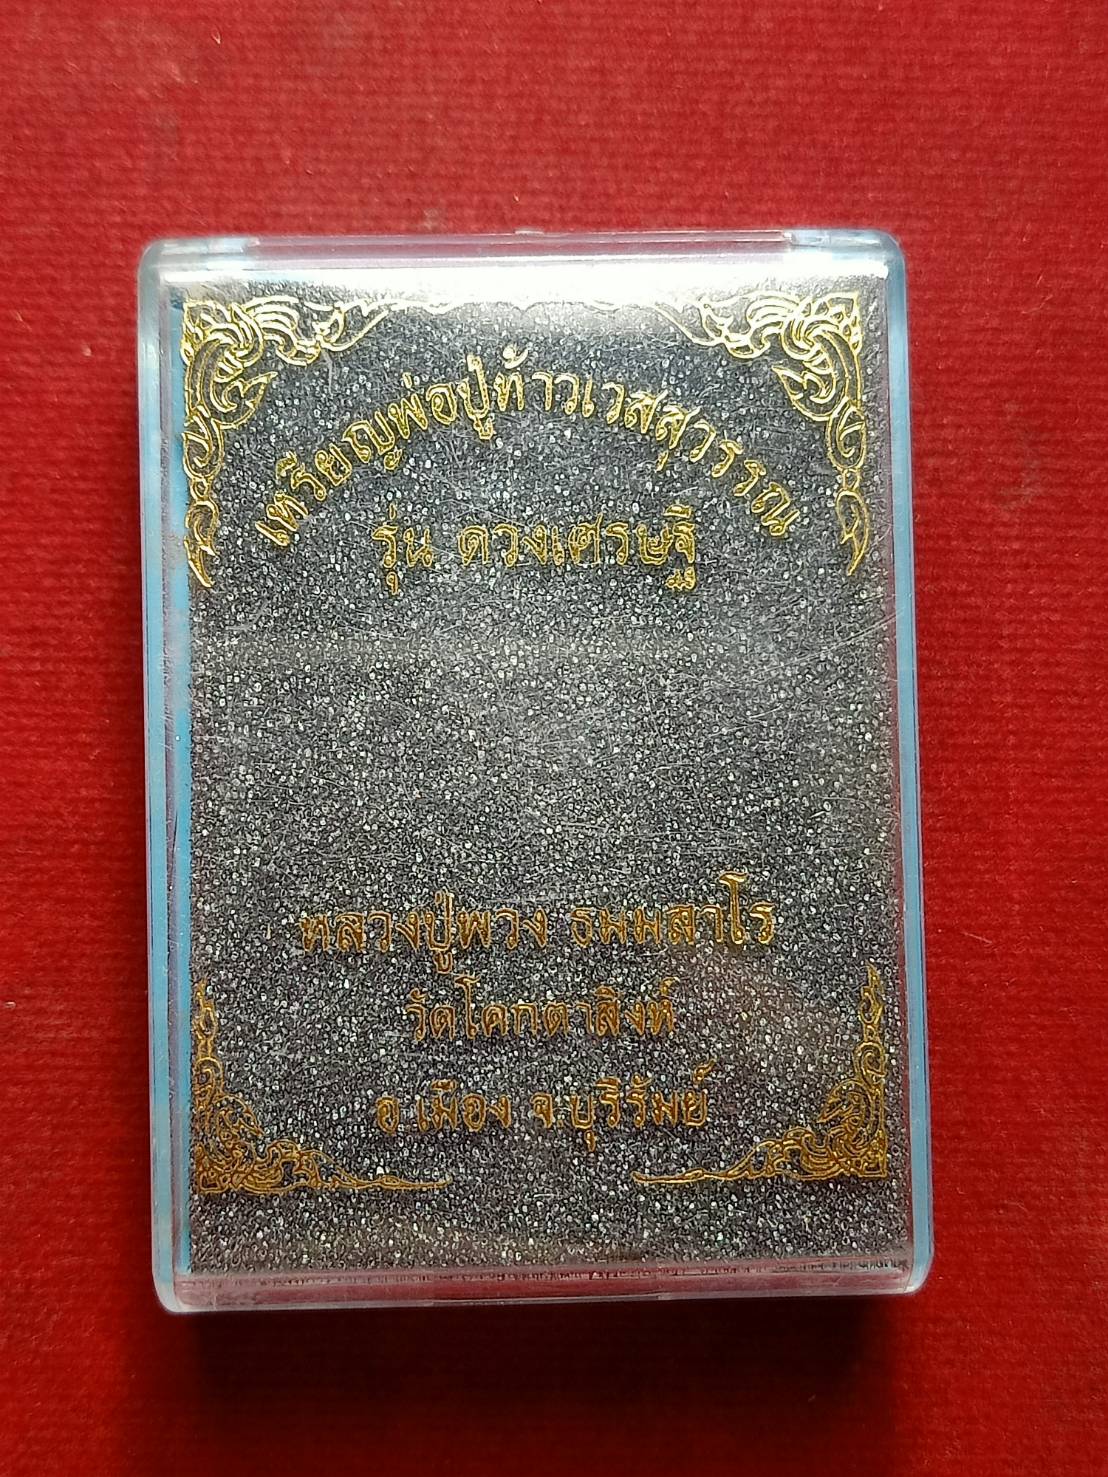 เหรียญพ่อปู่ท้าวเวสสุวรรณ
รุ่น ดวงเศรษฐี
หลวงปู่พวง ธมมสาโร
วัดโคกตาสิงห์
อ.เมือง จ.บุรีรัมย์